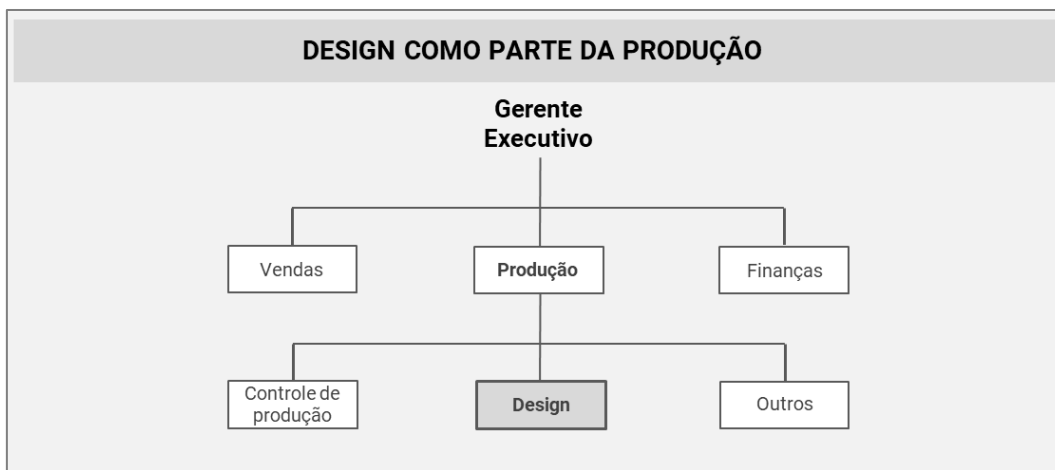 DESIGN COMO PARTE DA PRODUÇÃO
Gerente
Executivo
Vendas
Produção
Finanças
Controle de
produção
Design
Outros